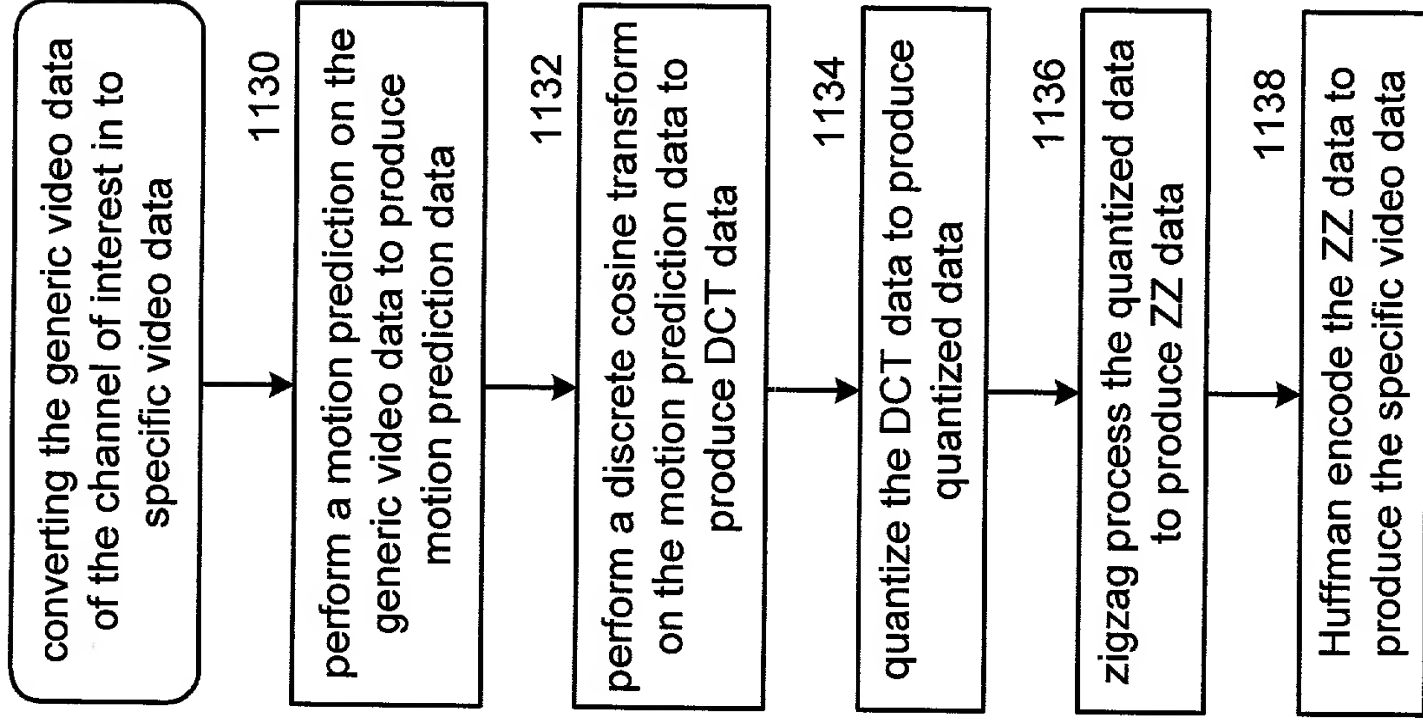 converting the generic video data
of the channel of interest in to
specific video data
1130
perform a motion prediction on the
generic video data to produce
motion prediction data
1132
perform a discrete cosine transform
on the motion prediction data to
produce DCT data
1134
quantize the DCT data to produce
quantized data
1136
zigzag process the quantized data
to produce ZZ data
1138
Huffman encode the ZZ data to
produce the specific video data